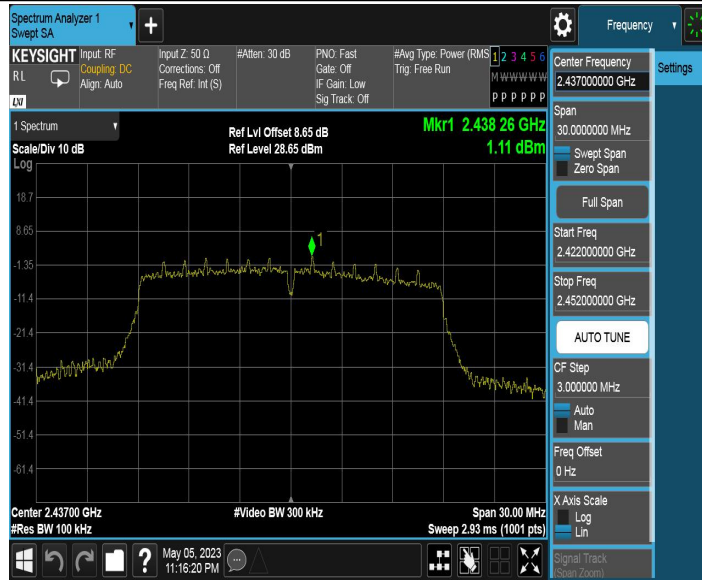 Spectrum Analyzer 1
Swept SA
+
Frequency
KEYSIGHT
RL
LXI
Input: RF
Coupling: DC
Align: Auto
Input Z: 50 Ω
Corrections: Off
Freq Ref: Int (S)
#Atten: 30 dB
PNO: Fast
Gate: Off
IF Gain: Low
Sig Track: Off
#Avg Type: Power (RMS
Trig: Free Run
1 2 3 4 5 6
M W W W W W
P P P P P P
1 Spectrum
Scale/Div 10 dB
Log
Ref Lvl Offset 8.65 dB
Ref Level 28.65 dBm
Mkr1 2.438 26 GHz
1.11 dBm
18.7
8.65
-1.35
-11.4
-21.4
-31.4
-41.4
-51.4
-61.4
1
Center 2.43700 GHz
#Res BW 100 kHz
#Video BW 300 kHz
Span 30.00 MHz
Sweep 2.93 ms (1001 pts)
?
May 05, 2023
11:16:20 PM
Center Frequency
2.437000000 GHz
Settings
Span
30.0000000 MHz
Swept Span
Zero Span
Full Span
Start Freq
2.422000000 GHz
Stop Freq
2.452000000 GHz
AUTO TUNE
CF Step
3.000000 MHz
Auto
Man
Freq Offset
0 Hz
X Axis Scale
Log
Lin
Signal Track
(Span Zoom)